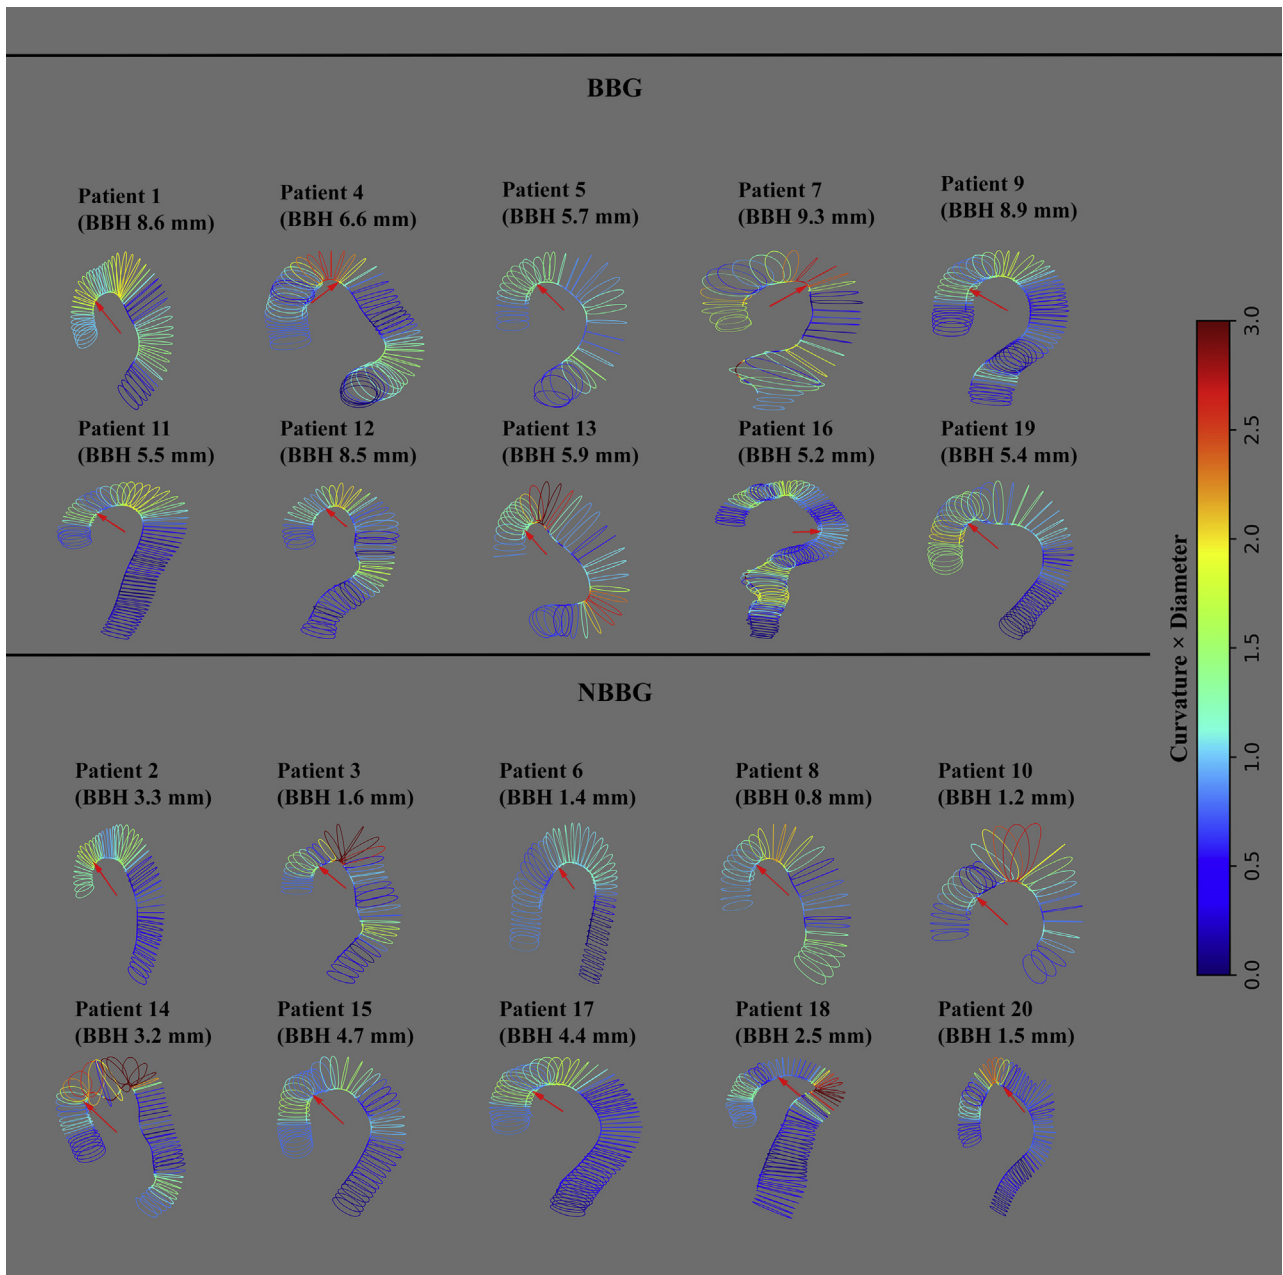 BBG
Patient 1
(BBH 8.6 mm)
Patient 4
(BBH 6.6 mm)
Patient 5
(BBH 5.7 mm)
Patient 7
(BBH 9.3 mm)
Patient 9
(BBH 8.9 mm)
Patient 11
(BBH 5.5 mm)
Patient 12
(BBH 8.5 mm)
Patient 13
(BBH 5.9 mm)
Patient 16
(BBH 5.2 mm)
Patient 19
(BBH 5.4 mm)
NBBG
Patient 2
(BBH 3.3 mm)
Patient 3
(BBH 1.6 mm)
Patient 6
(BBH 1.4 mm)
Patient 8
(BBH 0.8 mm)
Patient 10
(BBH 1.2 mm)
Patient 14
(BBH 3.2 mm)
Patient 15
(BBH 4.7 mm)
Patient 17
(BBH 4.4 mm)
Patient 18
(BBH 2.5 mm)
Patient 20
(BBH 1.5 mm)
Curvature × Diameter
3.0
2.5
2.0
1.5
1.0
0.5
0.0